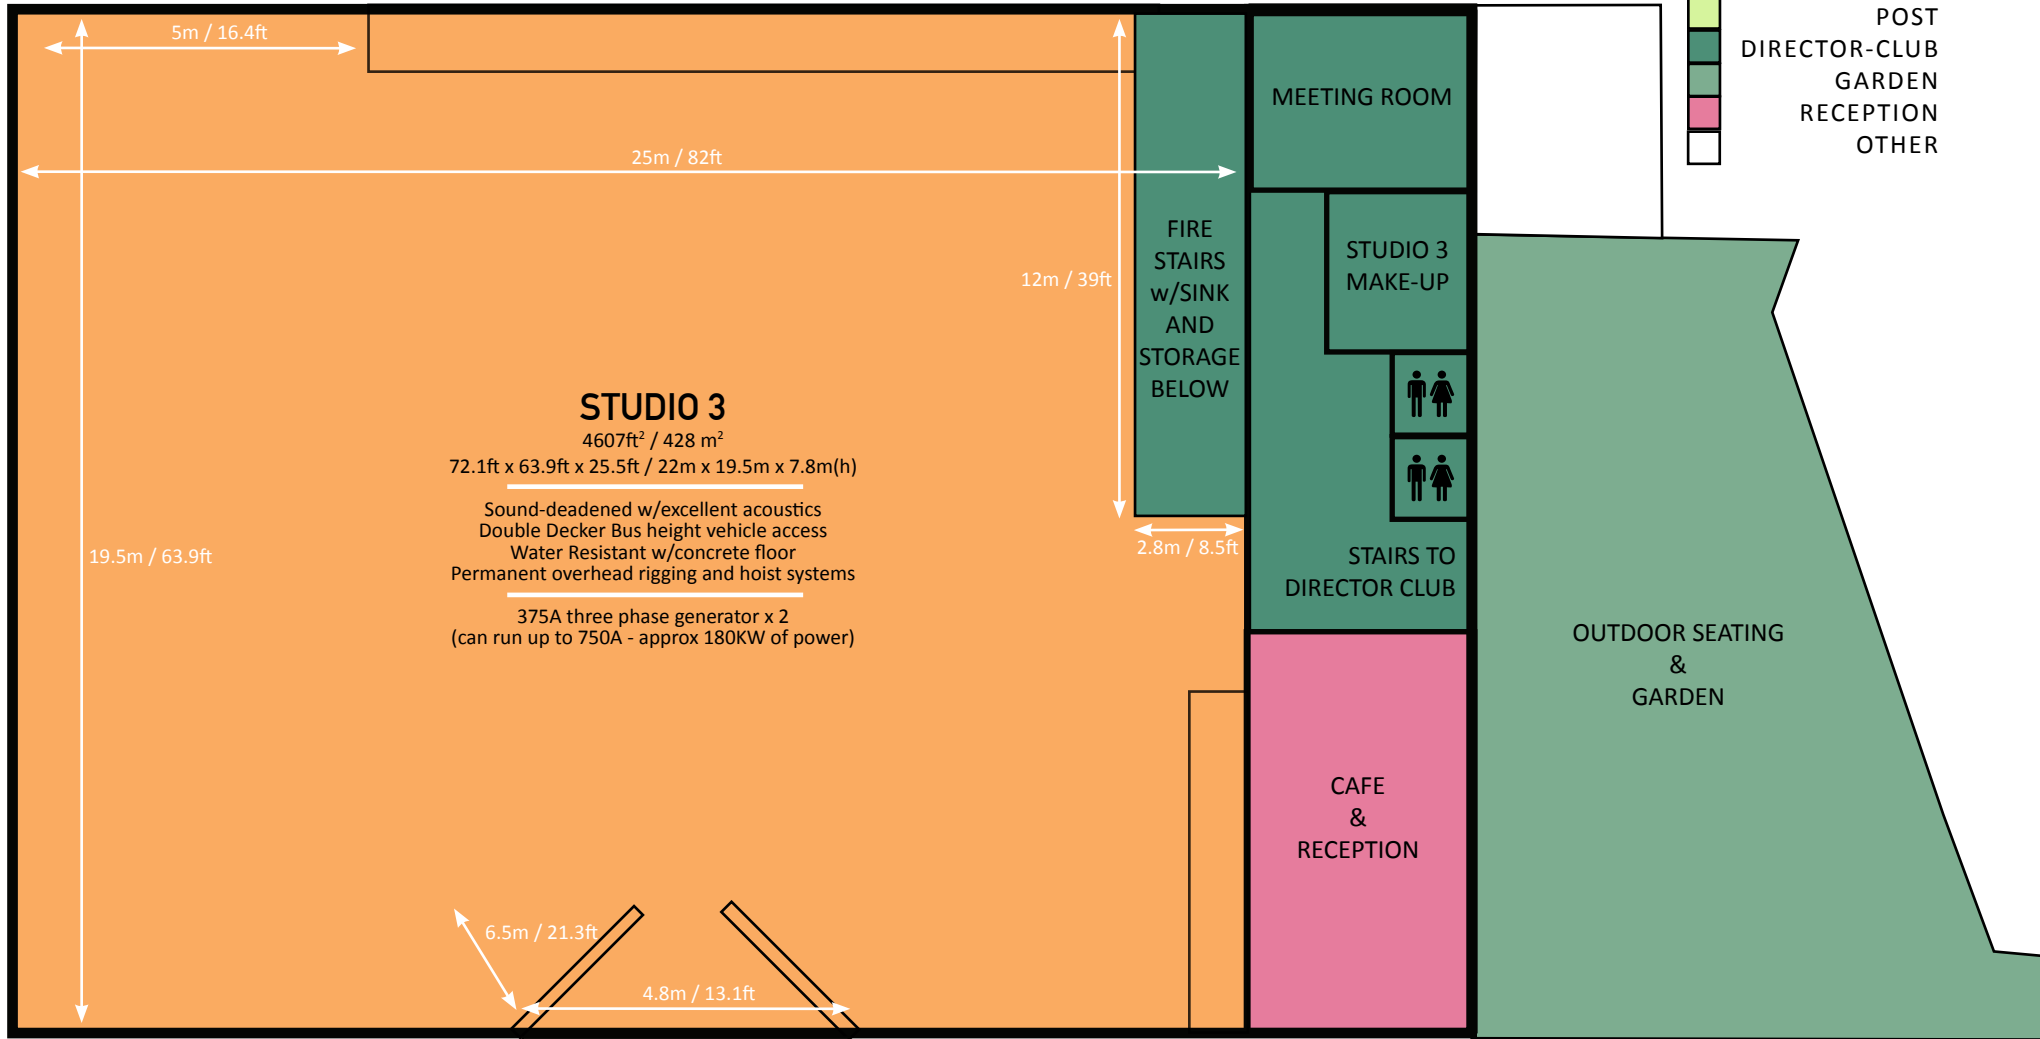 5m / 16.4ft
25m / 82ft
12m / 39ft
19.5m / 63.9ft
STUDIO 3
4607ft² / 428 m²
72.1ft x 63.9ft x 25.5ft / 22m x 19.5m x 7.8m(h)
Sound-deadened w/excellent acoustics
Double Decker Bus height vehicle access
Water Resistant w/concrete floor
Permanent overhead rigging and hoist systems
375A three phase generator x 2
(can run up to 750A - approx 180KW of power)
6.5m / 21.3ft
4.8m / 13.1ft
FIRE
STAIRS
w/SINK
AND
STORAGE
BELOW
2.8m / 8.5ft
MEETING ROOM
STUDIO 3
MAKE-UP
STAIRS TO
DIRECTOR CLUB
CAFE
&
RECEPTION
OUTDOOR SEATING
&
GARDEN
POST
DIRECTOR-CLUB
GARDEN
RECEPTION
OTHER